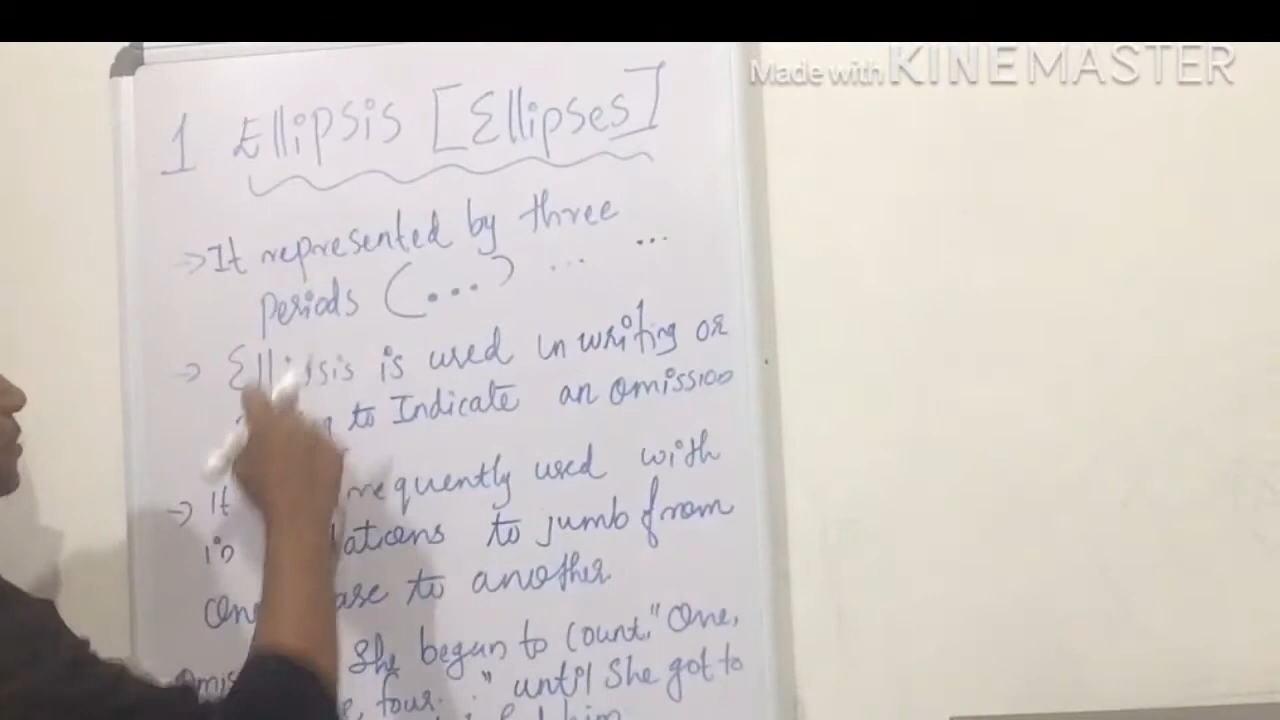 Made with KINEMASTER
1 Ellipsis [Ellipses]
→ It represented by three
periods (...) ... ...
→ Ellipsis is used in writing or
to Indicate an omission
→ It frequently used with
in to jumb from
to another
She began to Count, "One,
four. . ." until She got to
him